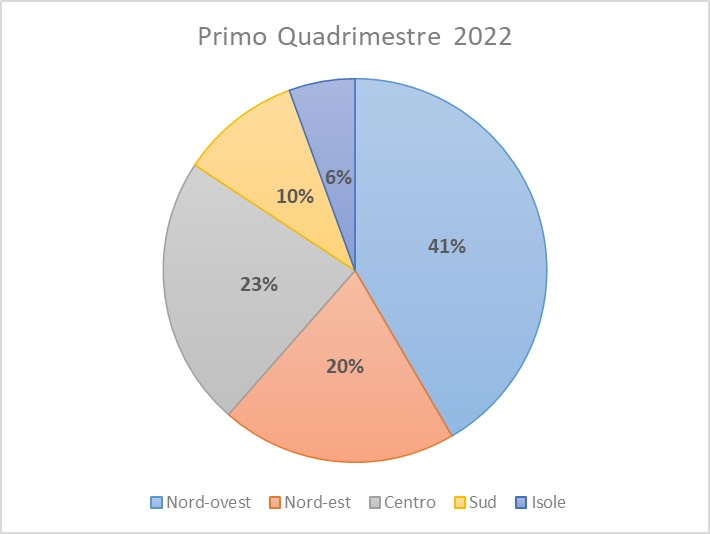 Primo Quadrimestre 2022
6%
10%
41%
23%
20%
Nord-ovest Nord-est Centro Sud Isole